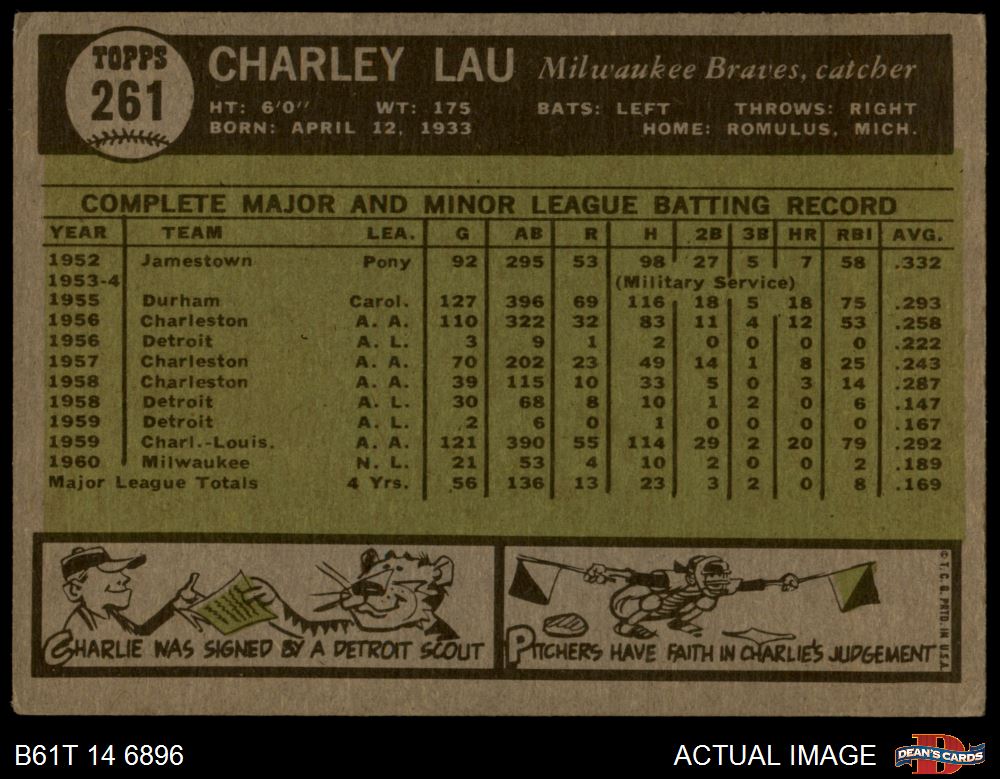 TOPPS
261
CHARLEY LAU Milwaukee Braves, catcher
HT: 6'0" WT: 175 BATS: LEFT THROWS: RIGHT
BORN: APRIL 12, 1933 HOME: ROMULUS, MICH.
COMPLETE MAJOR AND MINOR LEAGUE BATTING RECORD
YEAR TEAM LEA. G AB R H 2B 3B HR RBI AVG.
1952 Jamestown Pony 92 295 53 98 27 5 7 58 .332
1953-4 (Military Service)
1955 Durham Carol. 127 396 69 116 18 5 18 75 .293
1956 Charleston A. A. 110 322 32 83 11 4 12 53 .258
1956 Detroit A. L. 3 9 1 2 0 0 0 0 .222
1957 Charleston A. A. 70 202 23 49 14 1 8 25 .243
1958 Charleston A. A. 39 115 10 33 5 0 3 14 .287
1958 Detroit A. L. 30 68 8 10 1 2 0 6 .147
1959 Detroit A. L. 2 6 0 1 0 0 0 0 .167
1959 Charl.-Louis. A. A. 121 390 55 114 29 2 20 79 .292
1960 Milwaukee N. L. 21 53 4 10 2 0 0 2 .189
Major League Totals 4 Yrs. 56 136 13 23 3 2 0 8 .169
CHARLIE WAS SIGNED BY A DETROIT SCOUT
PITCHERS HAVE FAITH IN CHARLIE'S JUDGEMENT
© T. C. G. PRTD. IN U.S.A.
B61T 14 6896 ACTUAL IMAGE DEAN'S CARDS